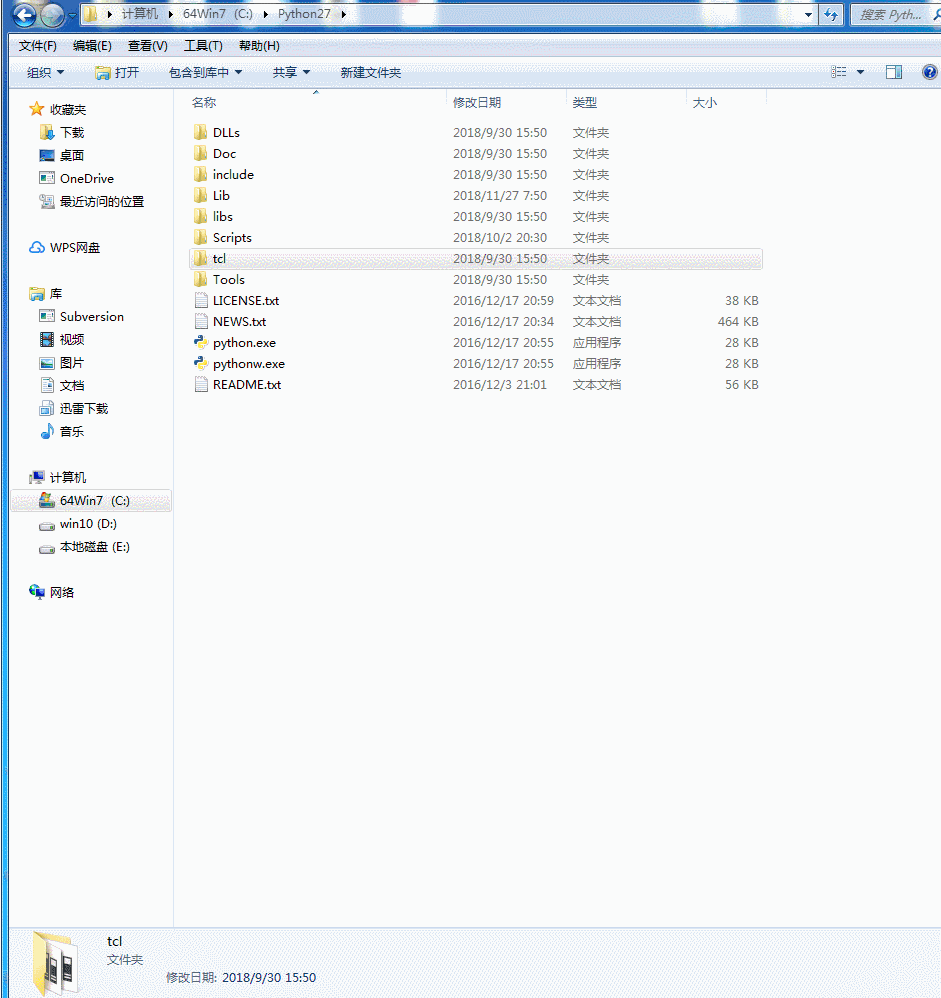 计算机 64Win7 (C:) Python27 搜索 Pyth...
文件(F) 编辑(E) 查看(V) 工具(T) 帮助(H)
组织 打开 包含到库中 共享 新建文件夹
名称 修改日期 类型 大小
收藏夹
下载
桌面
OneDrive
最近访问的位置
WPS网盘
库
Subversion
视频
图片
文档
迅雷下载
音乐
计算机
64Win7 (C:)
win10 (D:)
本地磁盘 (E:)
网络
DLLs 2018/9/30 15:50 文件夹
Doc 2018/9/30 15:50 文件夹
include 2018/9/30 15:50 文件夹
Lib 2018/11/27 7:50 文件夹
libs 2018/9/30 15:50 文件夹
Scripts 2018/10/2 20:30 文件夹
tcl 2018/9/30 15:50 文件夹
Tools 2018/9/30 15:50 文件夹
LICENSE.txt 2016/12/17 20:59 文本文档 38 KB
NEWS.txt 2016/12/17 20:34 文本文档 464 KB
python.exe 2016/12/17 20:55 应用程序 28 KB
pythonw.exe 2016/12/17 20:55 应用程序 28 KB
README.txt 2016/12/3 21:01 文本文档 56 KB
tcl
文件夹
修改日期: 2018/9/30 15:50